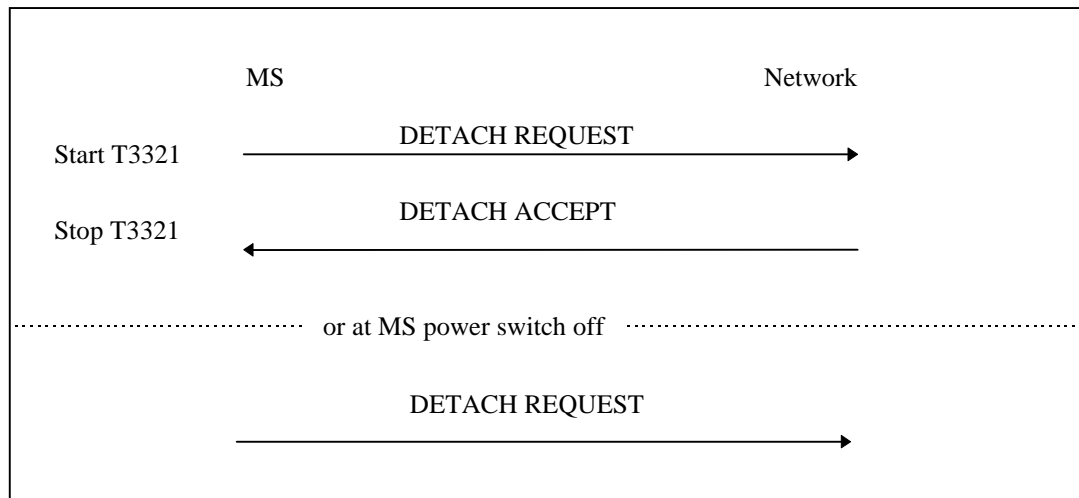 MS Network
DETACH REQUEST
Start T3321
DETACH ACCEPT
Stop T3321
or at MS power switch off
DETACH REQUEST